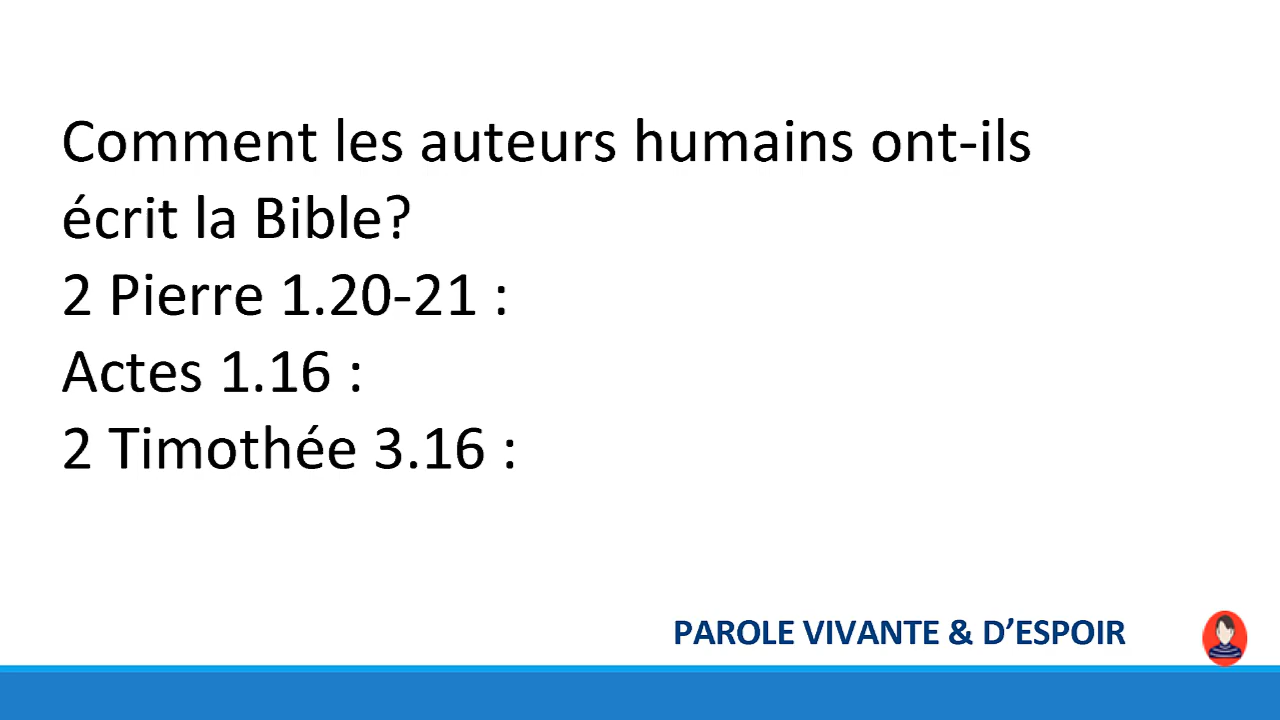 Comment les auteurs humains ont-ils
écrit la Bible?
2 Pierre 1.20-21 :
Actes 1.16 :
2 Timothée 3.16 :
PAROLE VIVANTE & D’ESPOIR